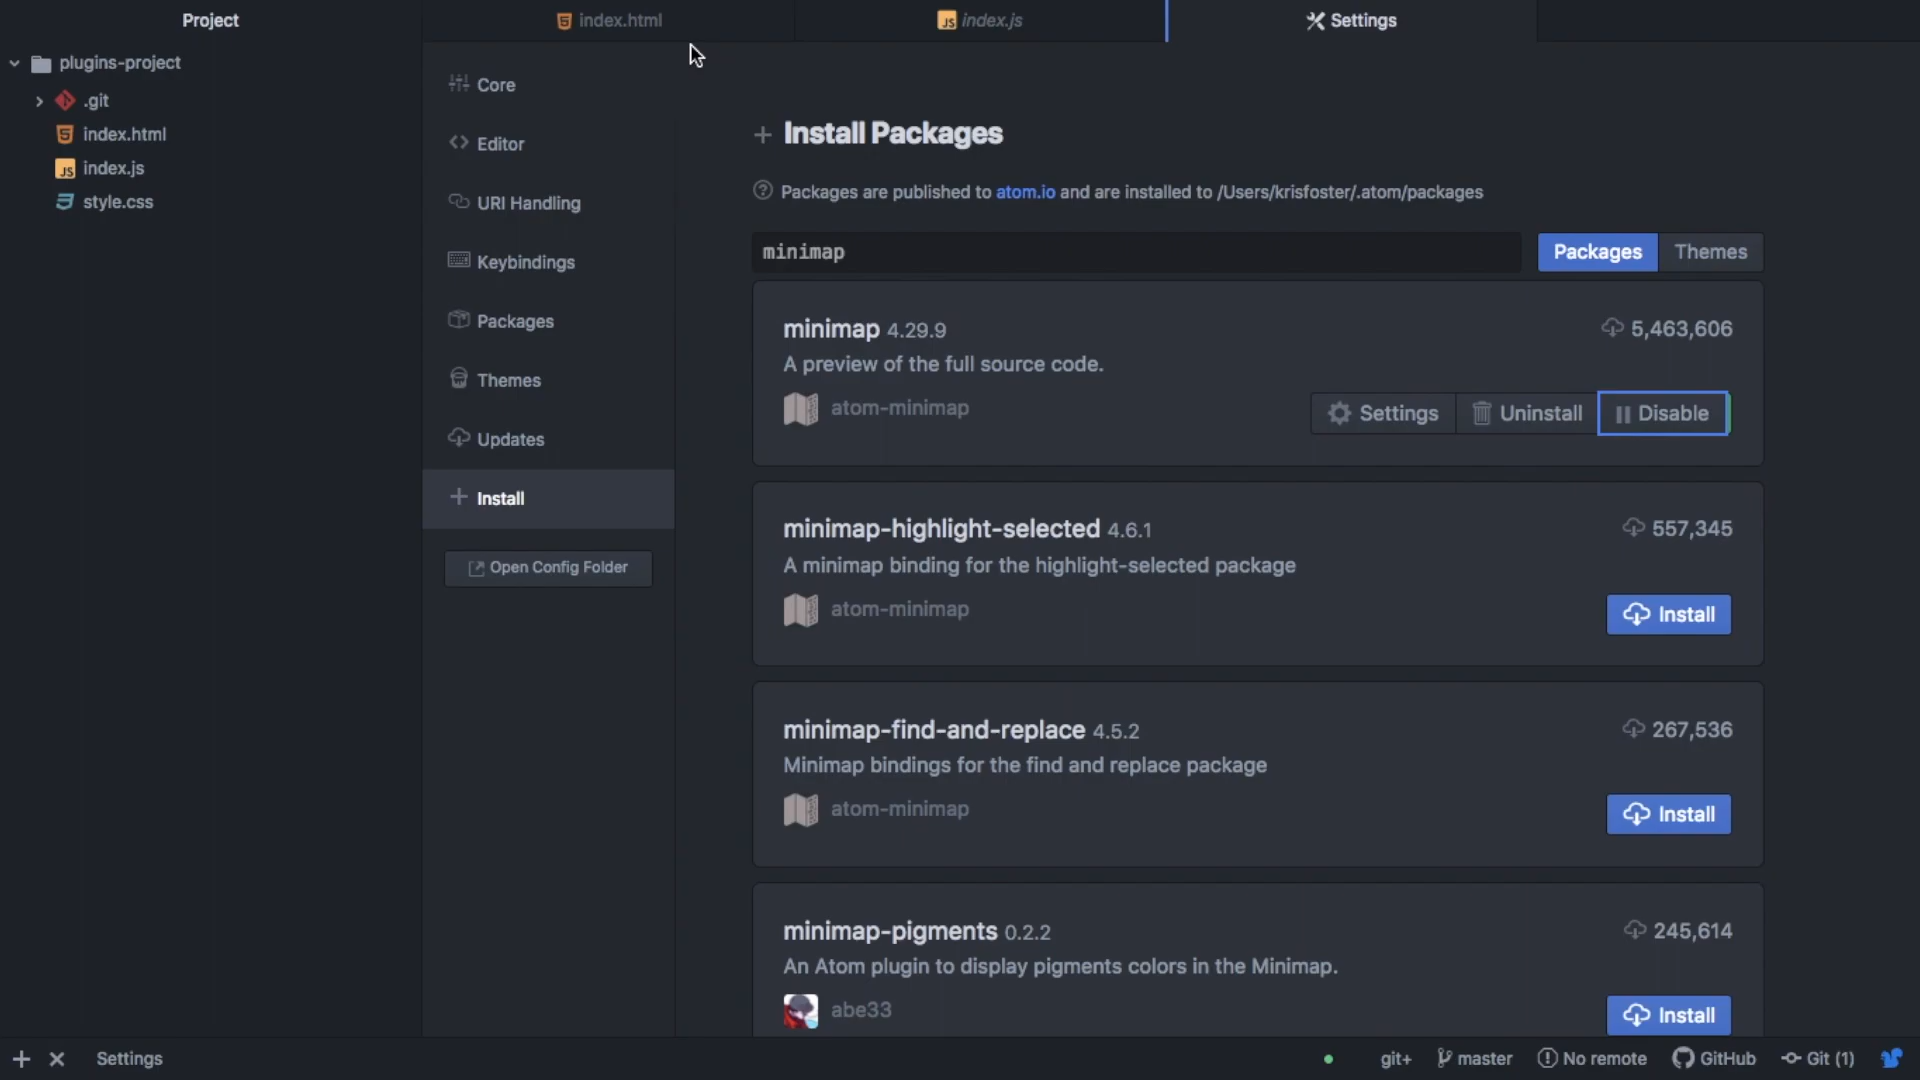 Project
index.html
index.js
Settings
plugins-project
.git
index.html
index.js
style.css
Core
Editor
URI Handling
Keybindings
Packages
Themes
Updates
Install
Open Config Folder
Install Packages
Packages are published to atom.io and are installed to /Users/krisfoster/.atom/packages
minimap
Packages
Themes
minimap 4.29.9
5,463,606
A preview of the full source code.
atom-minimap
Settings
Uninstall
Disable
minimap-highlight-selected 4.6.1
557,345
A minimap binding for the highlight-selected package
atom-minimap
Install
minimap-find-and-replace 4.5.2
267,536
Minimap bindings for the find and replace package
atom-minimap
Install
minimap-pigments 0.2.2
245,614
An Atom plugin to display pigments colors in the Minimap.
abe33
Install
Settings
git+
master
No remote
GitHub
Git (1)